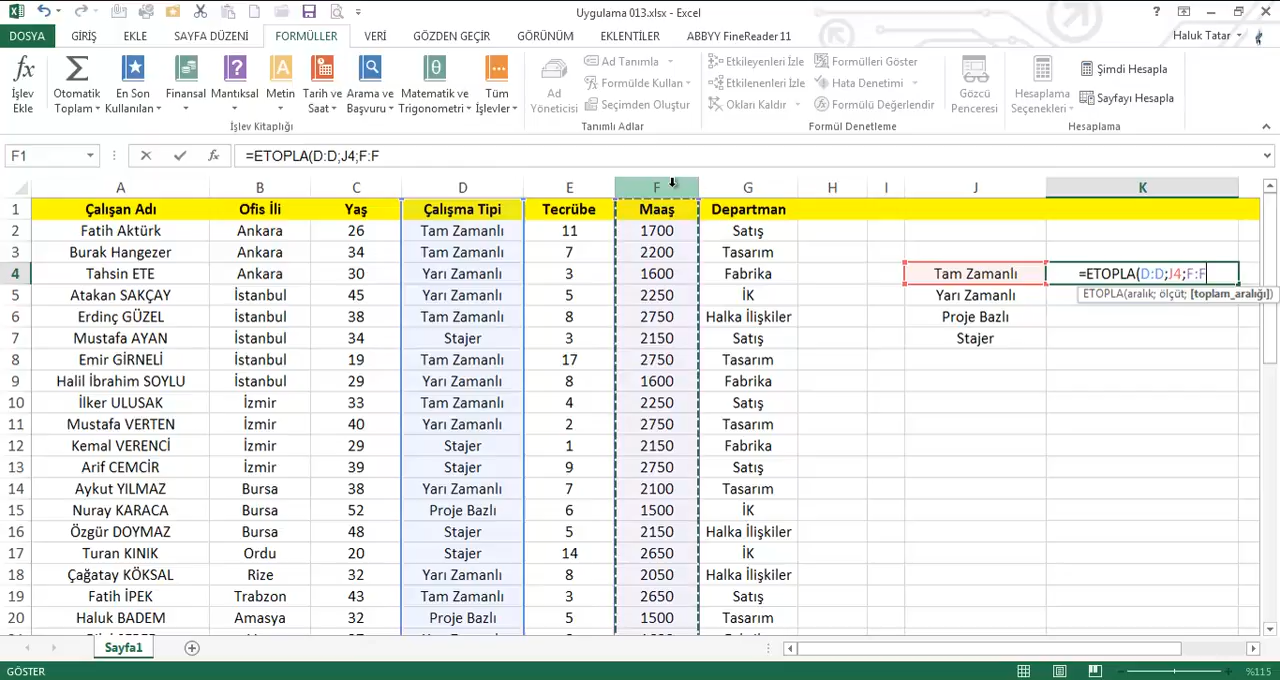 Uygulama 013.xlsx - Excel
DOSYA GİRİŞ EKLE SAYFA DÜZENİ FORMÜLLER VERİ GÖZDEN GEÇİR GÖRÜNÜM EKLENTİLER ABBYY FineReader 11 Haluk Tatar
İşlev Ekle
Otomatik Toplam
En Son Kullanılan
Finansal
Mantıksal
Metin
Tarih ve Saat
Arama ve Başvuru
Matematik ve Trigonometri
Tüm İşlevler
İşlev Kitaplığı
Ad Yöneticisi
Ad Tanımla
Formülde Kullan
Seçimden Oluştur
Tanımlı Adlar
Etkileyenleri İzle
Etkilenenleri İzle
Okları Kaldır
Formülleri Göster
Hata Denetimi
Formülü Değerlendir
Formül Denetleme
Gözcü Penceresi
Hesaplama Seçenekleri
Şimdi Hesapla
Sayfayı Hesapla
Hesaplama
F1 =ETOPLA(D:D;J4;F:F
A B C D E F G H I J K
1 Çalışan Adı Ofis İli Yaş Çalışma Tipi Tecrübe Maaş Departman
2 Fatih Aktürk Ankara 26 Tam Zamanlı 11 1700 Satış
3 Burak Hangezer Ankara 34 Tam Zamanlı 7 2200 Tasarım
4 Tahsin ETE Ankara 30 Yarı Zamanlı 3 1600 Fabrika Tam Zamanlı =ETOPLA(D:D;J4;F:F
5 Atakan SAKÇAY İstanbul 45 Yarı Zamanlı 5 2250 İK Yarı Zamanlı ETOPLA(aralık; ölçüt; [toplam_aralığı])
6 Erdinç GÜZEL İstanbul 38 Tam Zamanlı 8 2750 Halka İlişkiler Proje Bazlı
7 Mustafa AYAN İstanbul 34 Stajer 3 2150 Satış Stajer
8 Emir GİRNELİ İstanbul 19 Tam Zamanlı 17 2750 Tasarım
9 Halil İbrahim SOYLU İstanbul 29 Yarı Zamanlı 8 1600 Fabrika
10 İlker ULUSAK İzmir 33 Tam Zamanlı 4 2250 Satış
11 Mustafa VERTEN İzmir 40 Yarı Zamanlı 2 2750 Tasarım
12 Kemal VERENCİ İzmir 29 Stajer 1 2150 Fabrika
13 Arif CEMCİR İzmir 39 Stajer 9 2750 Satış
14 Aykut YILMAZ Bursa 38 Yarı Zamanlı 7 2100 Tasarım
15 Nuray KARACA Bursa 52 Proje Bazlı 6 1500 İK
16 Özgür DOYMAZ Bursa 48 Stajer 5 2150 Halka İlişkiler
17 Turan KINIK Ordu 20 Stajer 14 2650 İK
18 Çağatay KÖKSAL Rize 32 Yarı Zamanlı 8 2050 Halka İlişkiler
19 Fatih İPEK Trabzon 43 Tam Zamanlı 3 2650 Satış
20 Haluk BADEM Amasya 32 Proje Bazlı 5 1500 Tasarım
Sayfa1
GÖSTER %115